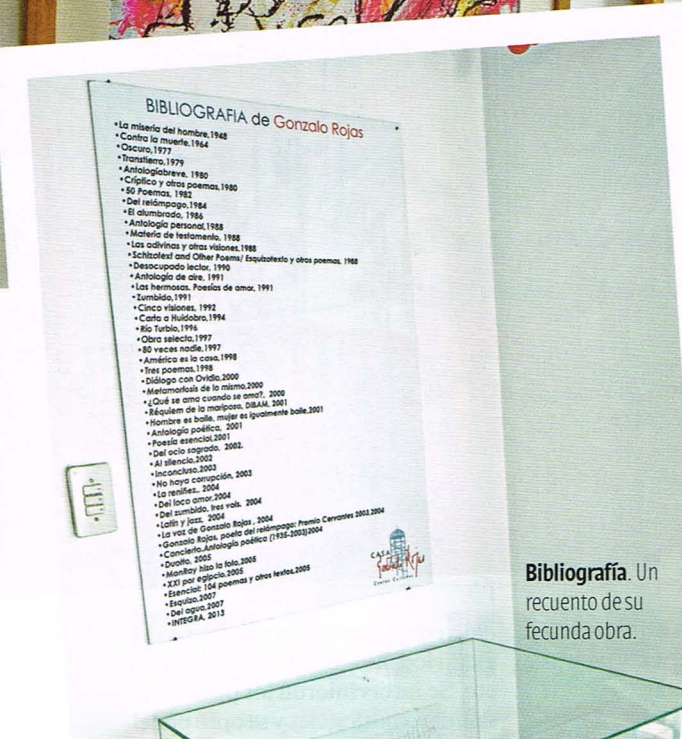 BIBLIOGRAFIA de Gonzalo Rojas
•La miseria del hombre,1948
•Contra la muerte,1964
•Oscuro,1977
•Transtierro,1979
•Antologíabreve, 1980
•Críptico y otros poemas,1980
•50 Poemas, 1982
•Del relámpago,1984
•El alumbrado, 1986
•Antología personal,1988
•Materia de testamento, 1988
•Las adivinas y otras visiones,1988
•Schizotext and Other Poems/ Esquizotexto y otros poemas, 1988
•Desocupado lector, 1990
•Antología de aire, 1991
•Las hermosas. Poesías de amor, 1991
•Zumbido,1991
•Cinco visiones, 1992
•Carta a Huidobro,1994
•Río Turbio,1996
•Obra selecta,1997
•80 veces nadie,1997
•América es la casa,1998
•Tres poemas,1998
•Diálogo con Ovidio,2000
•Metamorfosis de lo mismo,2000
•¿Qué se ama cuando se ama?, 2000
•Réquiem de la mariposa, DIBAM, 2001
•Hombre es baile, mujer es igualmente baile,2001
•Antología poética, 2001
•Poesía esencial,2001
•Del ocio sagrado, 2002.
•Al silencio,2002
•Inconcluso,2003
•No haya corrupción, 2003
•La reniñez,, 2004
•Del loco amor,2004
•Del zumbido, tres vols. 2004
•Latín y jazz, 2004
•La voz de Gonzalo Rojas , 2004
•Gonzalo Rojas, poeta del relámpago: Premio Cervantes 2003,2004
•Concierto.Antología poética (1935-2003)2004
•Duotto, 2005
•ManRay hizo la foto,2005
•XXI por egipcio,2005
•Esencial: 104 poemas y otros textos,2005
•Esquizo,2007
•Del agua,2007
•INTEGRA, 2013
CASA
Gonzalo Rojas
Centro Cultural
Bibliografía. Un
recuento de su
fecunda obra.